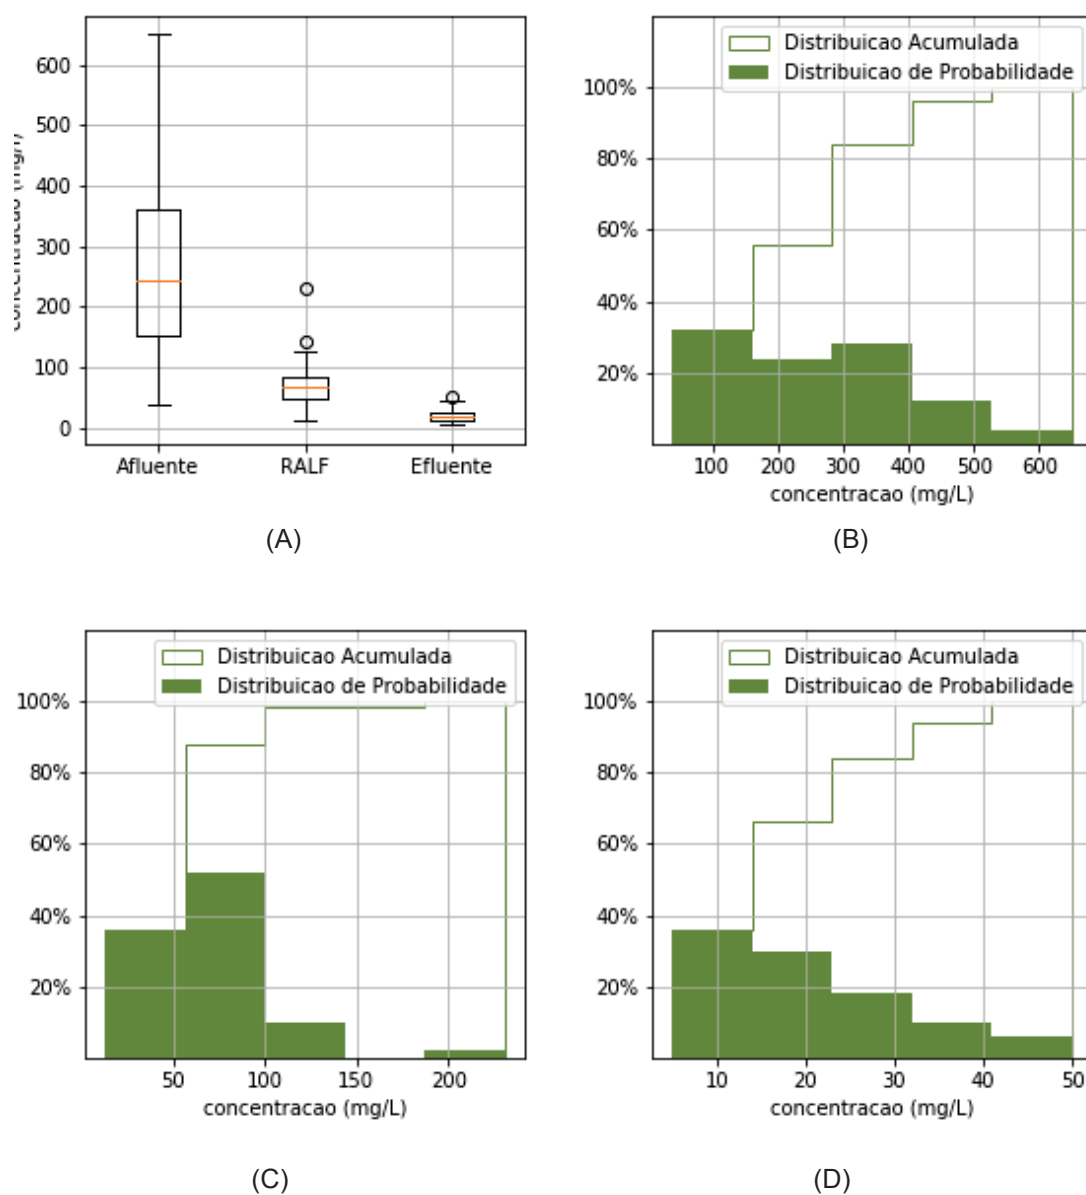 Distribuicao Acumulada
Distribuicao de Probabilidade
600
500
400
300
200
100
0
Afluente RALF Efluente
(A)
100%
80%
60%
40%
20%
100 200 300 400 500 600
concentracao (mg/L)
(B)
Distribuicao Acumulada
Distribuicao de Probabilidade
100%
80%
60%
40%
20%
50 100 150 200
concentracao (mg/L)
(C)
Distribuicao Acumulada
Distribuicao de Probabilidade
100%
80%
60%
40%
20%
10 20 30 40 50
concentracao (mg/L)
(D)